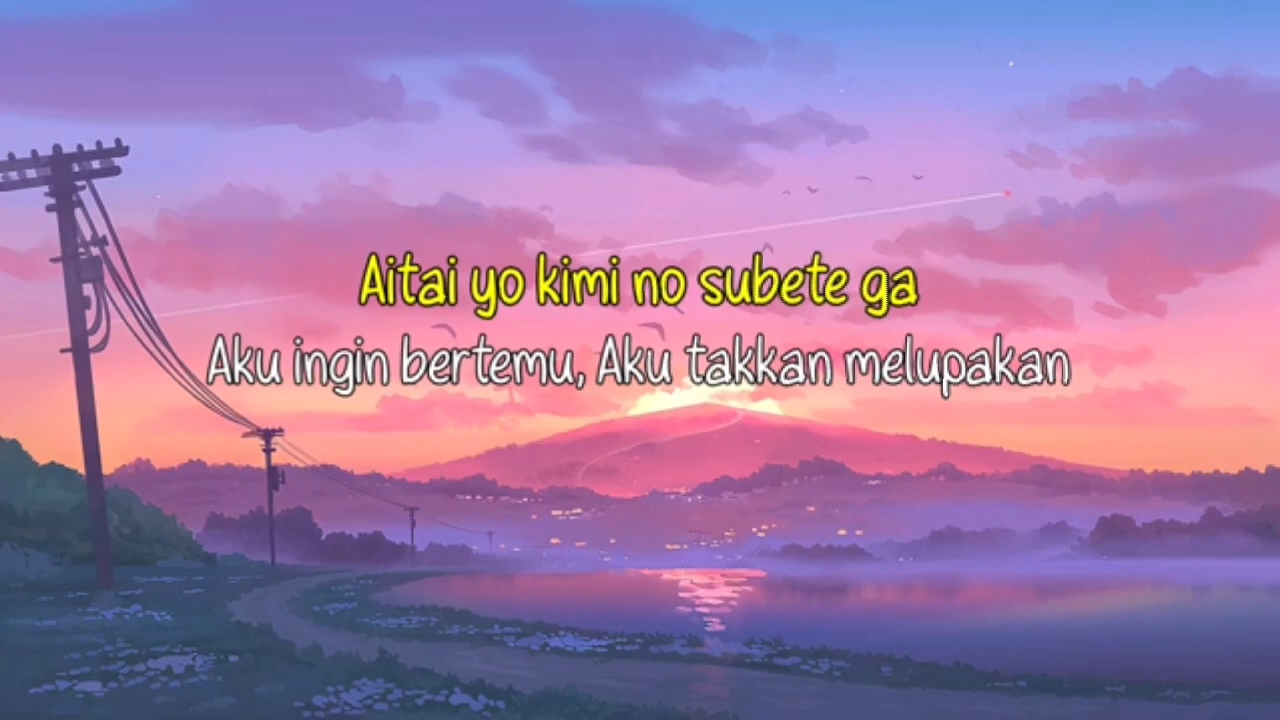 Aitai yo kimi no subete ga
Aku ingin bertemu, Aku takkan melupakan